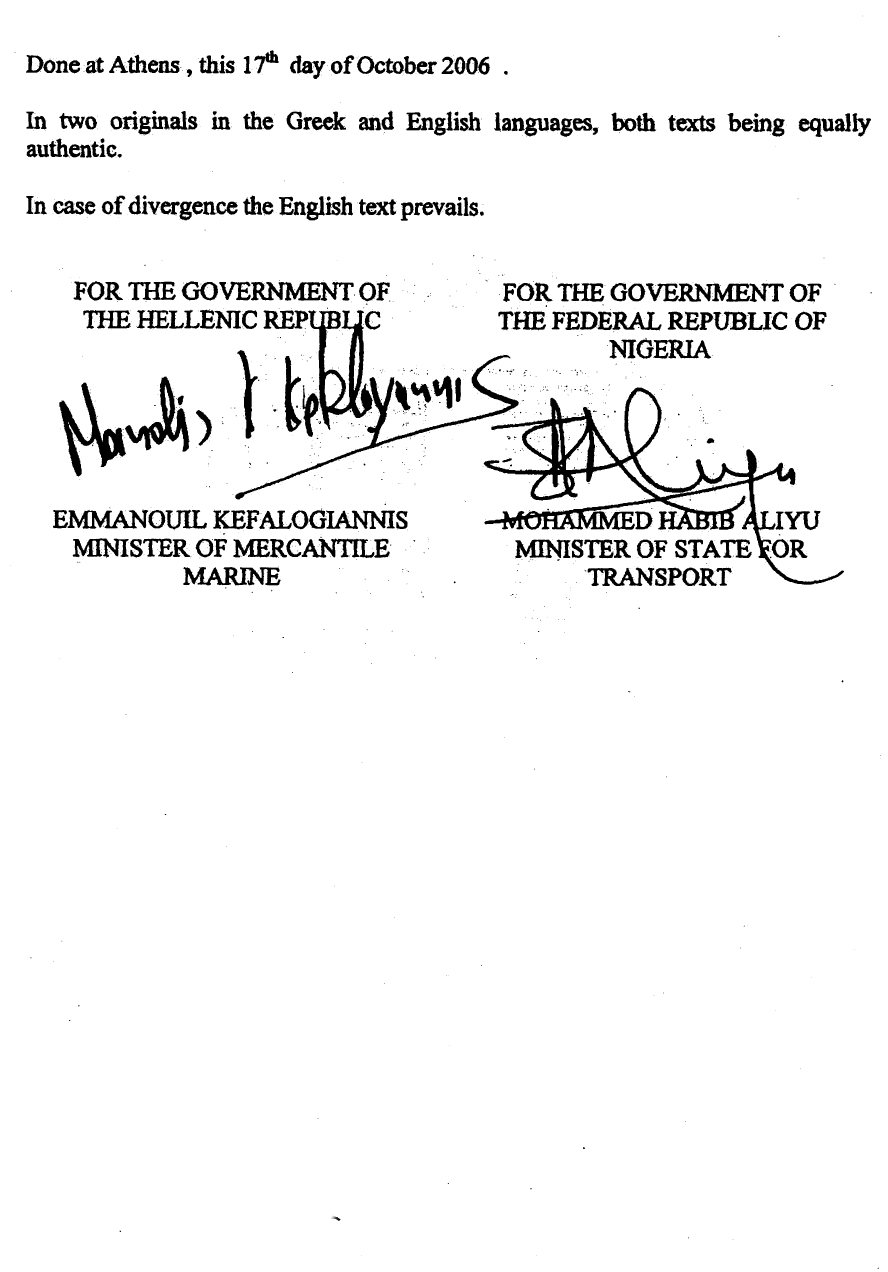 Done at Athens , this 17th day of October 2006 .
In two originals in the Greek and English languages, both texts being equally
authentic.
In case of divergence the English text prevails.
FOR THE GOVERNMENT OF
THE HELLENIC REPUBLIC
EMMANOUIL KEFALOGIANNIS
MINISTER OF MERCANTILE
MARINE
FOR THE GOVERNMENT OF
THE FEDERAL REPUBLIC OF
NIGERIA
MOHAMMED HABIB ALIYU
MINISTER OF STATE FOR
TRANSPORT